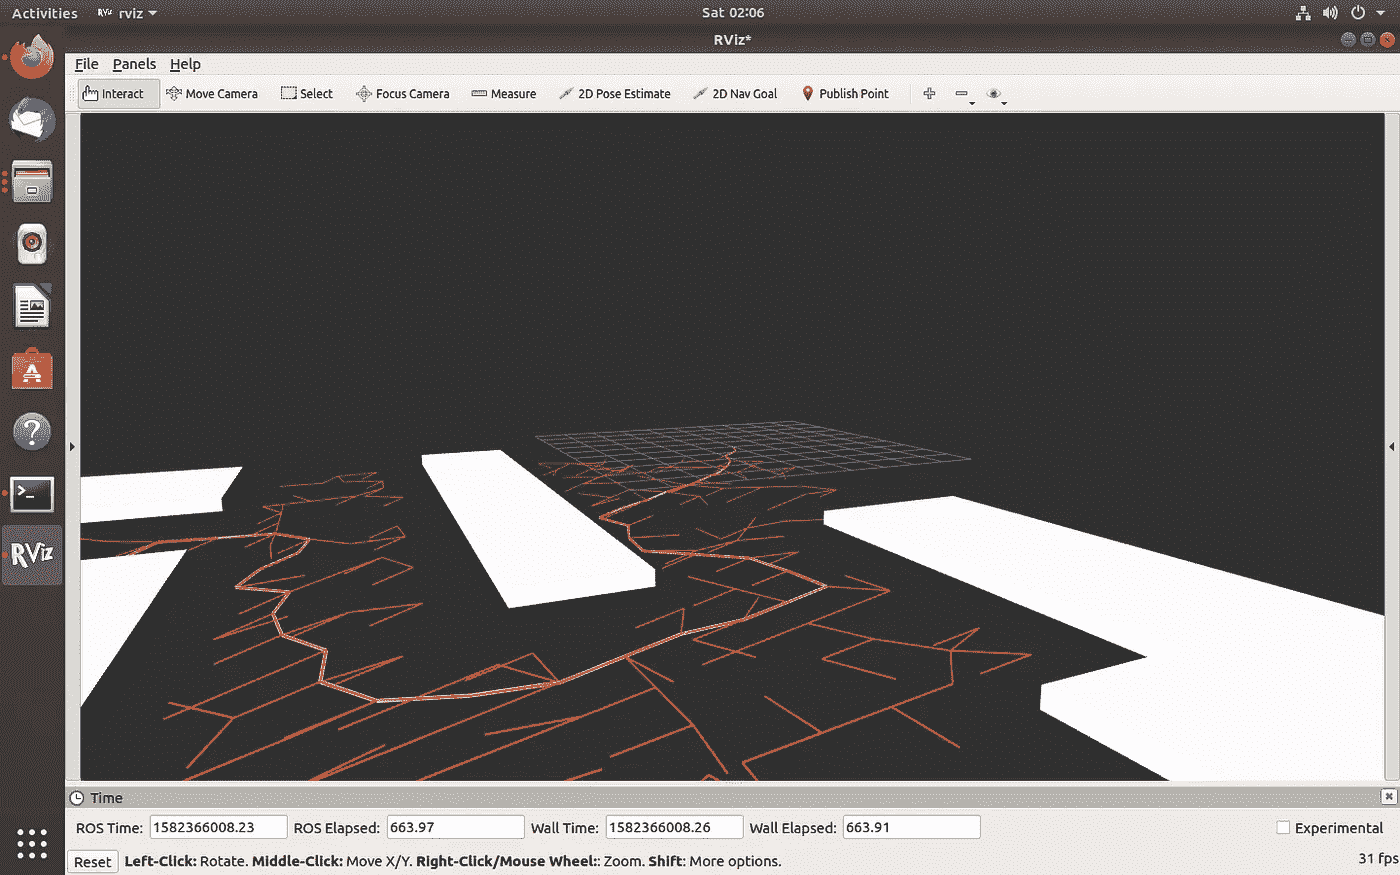 Activities RViz rviz Sat 02:06
RViz*
File Panels Help
Interact Move Camera Select Focus Camera Measure 2D Pose Estimate 2D Nav Goal Publish Point
RViz
Time
ROS Time: 1582366008.23 ROS Elapsed: 663.97 Wall Time: 1582366008.26 Wall Elapsed: 663.91 Experimental
Reset Left-Click: Rotate. Middle-Click: Move X/Y. Right-Click/Mouse Wheel:: Zoom. Shift: More options. 31 fps